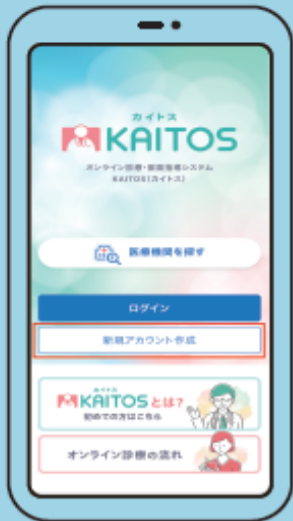 カイトス
KAITOS
オンライン診療・服薬指導システム
KAITOS(カイトス)
医療機関を探す
ログイン
新規アカウント作成
カイトス
KAITOSとは?
初めての方はこちら
オンライン診療の流れ